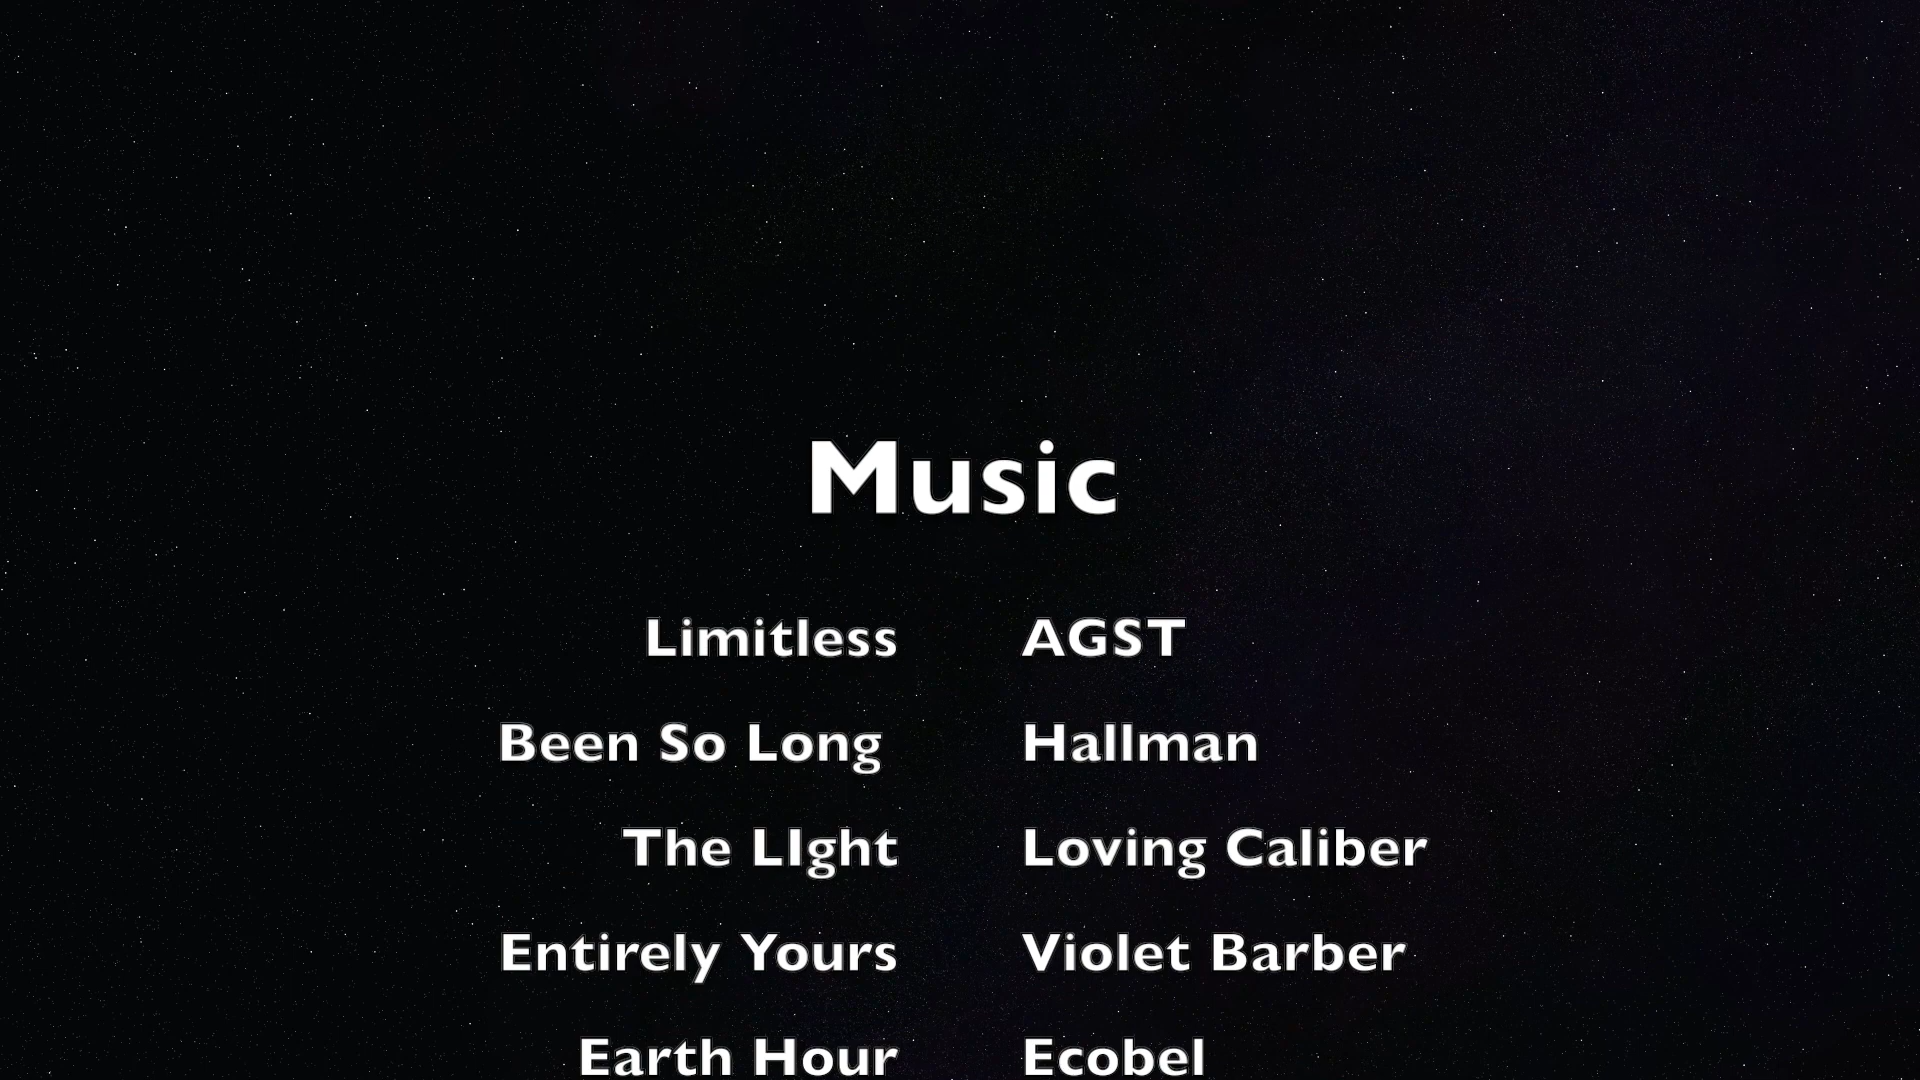 Music
Limitless AGST
Been So Long Hallman
The LIght Loving Caliber
Entirely Yours Violet Barber
Earth Hour Ecobel